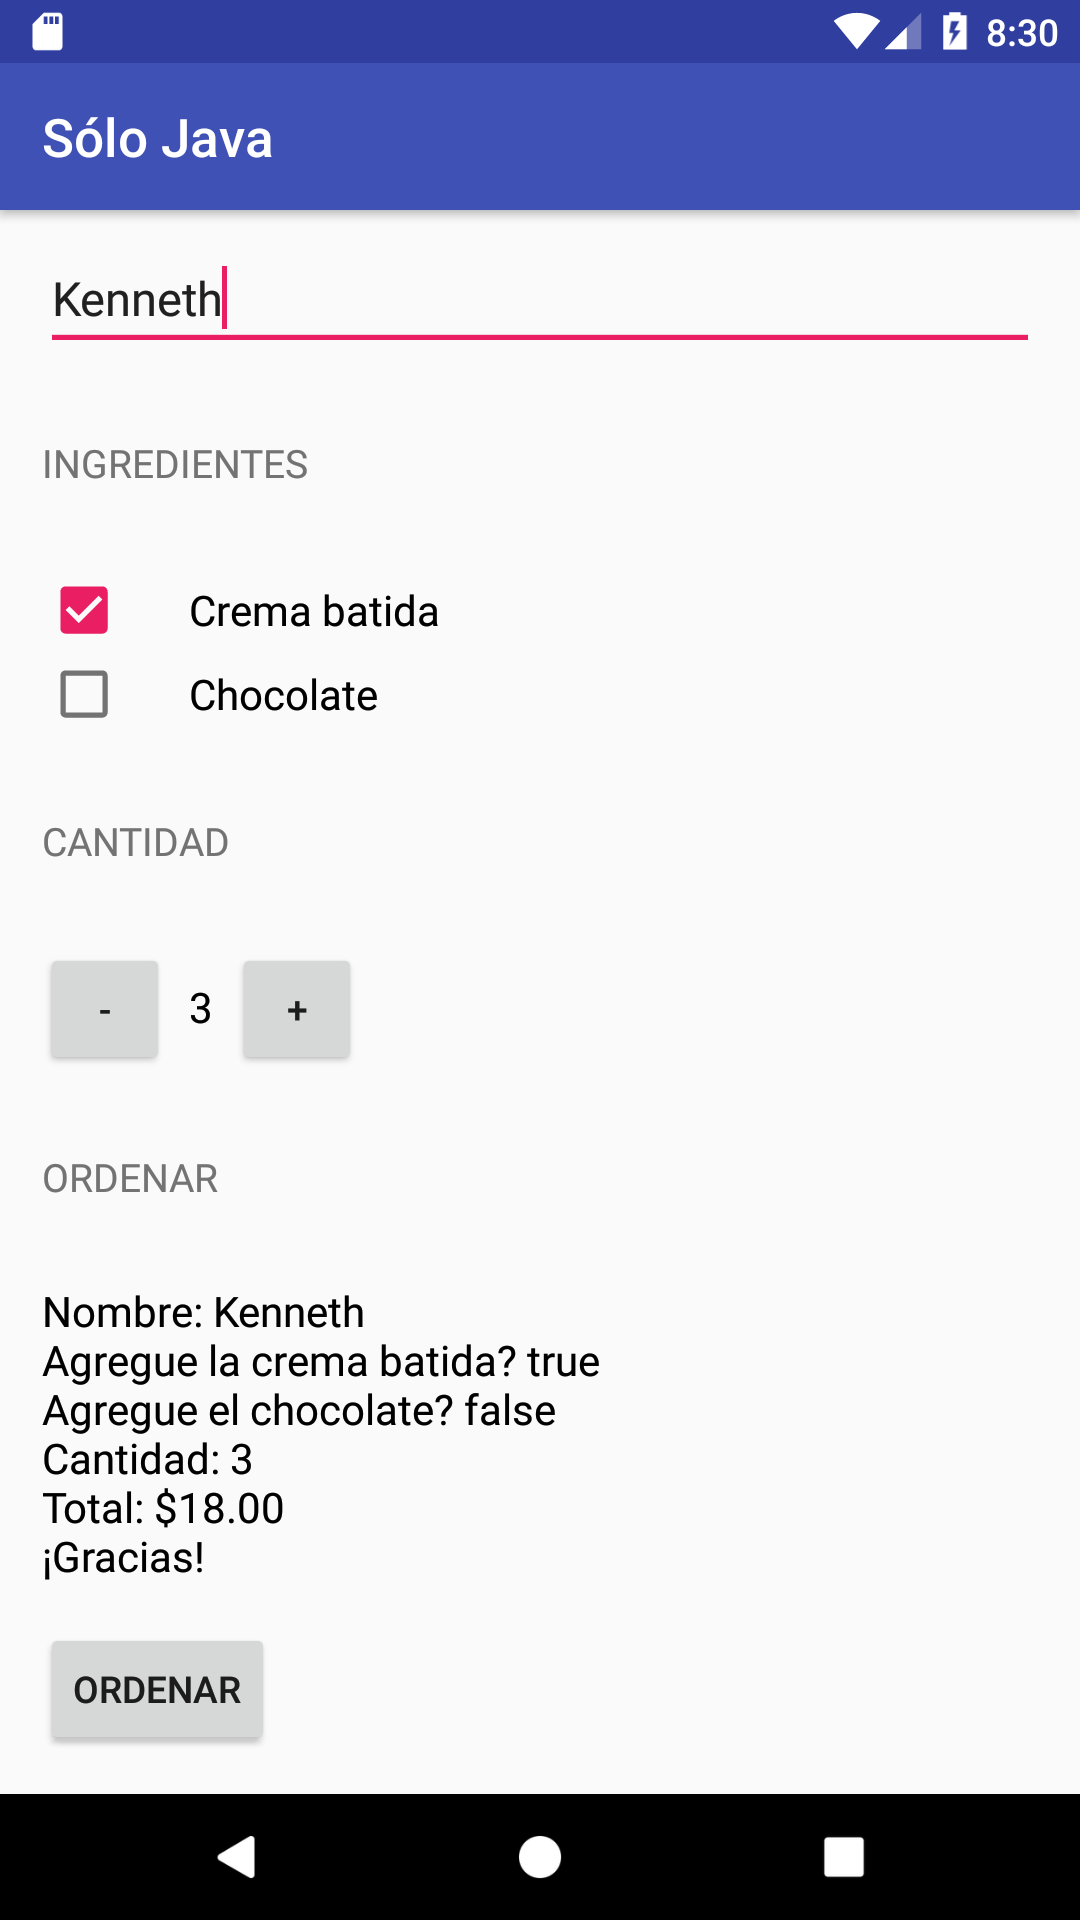 8:30
Sólo Java
Kenneth
INGREDIENTES
Crema batida
Chocolate
CANTIDAD
- 3 +
ORDENAR
Nombre: Kenneth
Agregue la crema batida? true
Agregue el chocolate? false
Cantidad: 3
Total: $18.00
¡Gracias!
ORDENAR